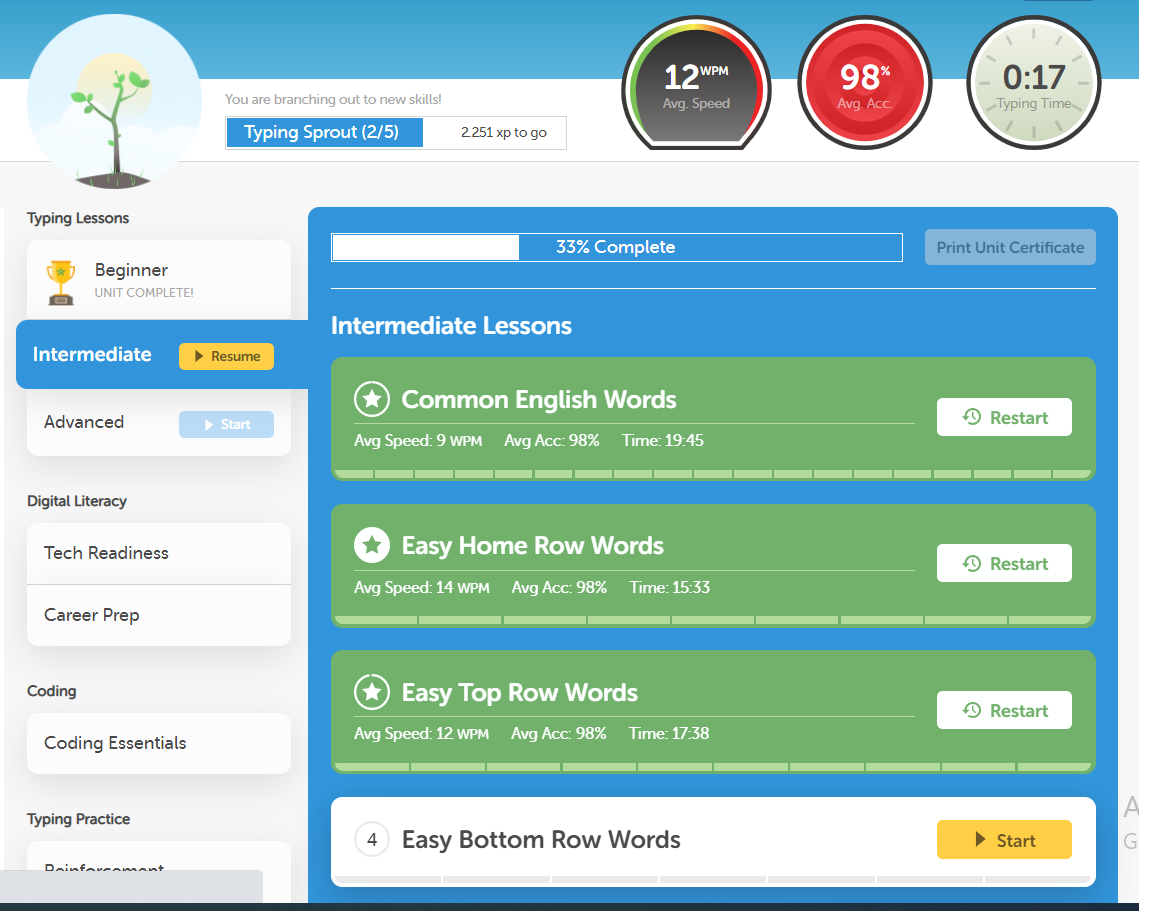 12 WPM
Avg. Speed
98%
Avg. Acc.
0:17
Typing Time
You are branching out to new skills!
Typing Sprout (2/5)
2,251 xp to go
Typing Lessons
Beginner
UNIT COMPLETE!
Intermediate
Resume
Advanced
Start
Digital Literacy
Tech Readiness
Career Prep
Coding
Coding Essentials
Typing Practice
Reinforcement
33% Complete
Print Unit Certificate
Intermediate Lessons
Common English Words
Avg Speed: 9 WPM Avg Acc: 98% Time: 19:45
Restart
Easy Home Row Words
Avg Speed: 14 WPM Avg Acc: 98% Time: 15:33
Restart
Easy Top Row Words
Avg Speed: 12 WPM Avg Acc: 98% Time: 17:38
Restart
4 Easy Bottom Row Words
Start
A
G